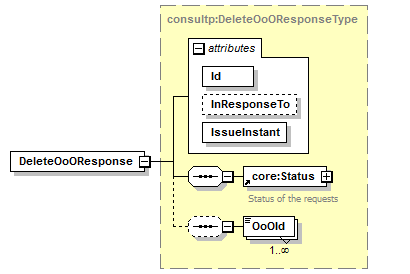 consultp:DeleteOoOResponseType
attributes
Id
InResponseTo
IssueInstant
DeleteOoOResponse
core:Status
Status of the requests
OoOId
1..∞